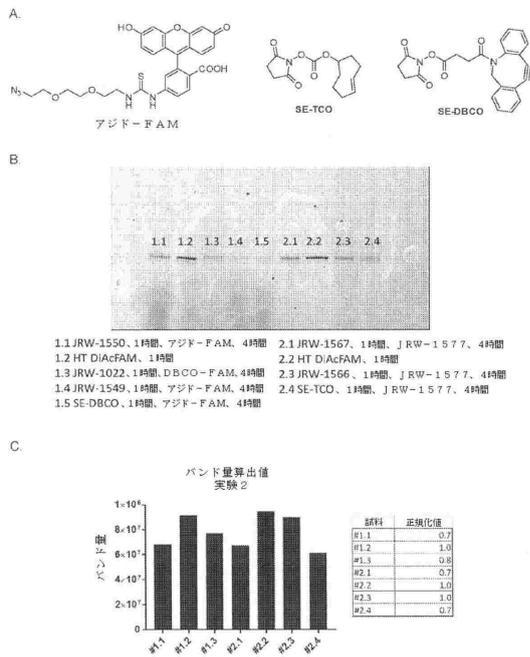 A.
HO
O
O
COOH
N3
O
O
N
H
S
N
H
アジド-FAM
O
N-O
O
O
O
SE-TCO
O
N-O
O
O
O
N
SE-DBCO
B.
1.1 1.2 1.3 1.4 1.5 2.1 2.2 2.3 2.4
1.1 JRW-1550、1時間、アジド-FAM、4時間
1.2 HT DiAcFAM、1時間
1.3 JRW-1022、1時間、DBCO-FAM、4時間
1.4 JRW-1549、1時間、アジド-FAM、4時間
1.5 SE-DBCO、1時間、アジド-FAM、4時間
2.1 JRW-1567、1時間、JRW-1577、4時間
2.2 HT DiAcFAM、1時間
2.3 JRW-1566、1時間、JRW-1577、4時間
2.4 SE-TCO、1時間、JRW-1577、4時間
C.
バンド量算出値
実験2
バンド量
1×10⁸
8×10⁷
6×10⁷
4×10⁷
2×10⁷
0
#1.1 #1.2 #1.3 #2.1 #2.2 #2.3 #2.4
試料 正規化値
#1.1 0.7
#1.2 1.0
#1.3 0.8
#2.1 0.7
#2.2 1.0
#2.3 1.0
#2.4 0.7